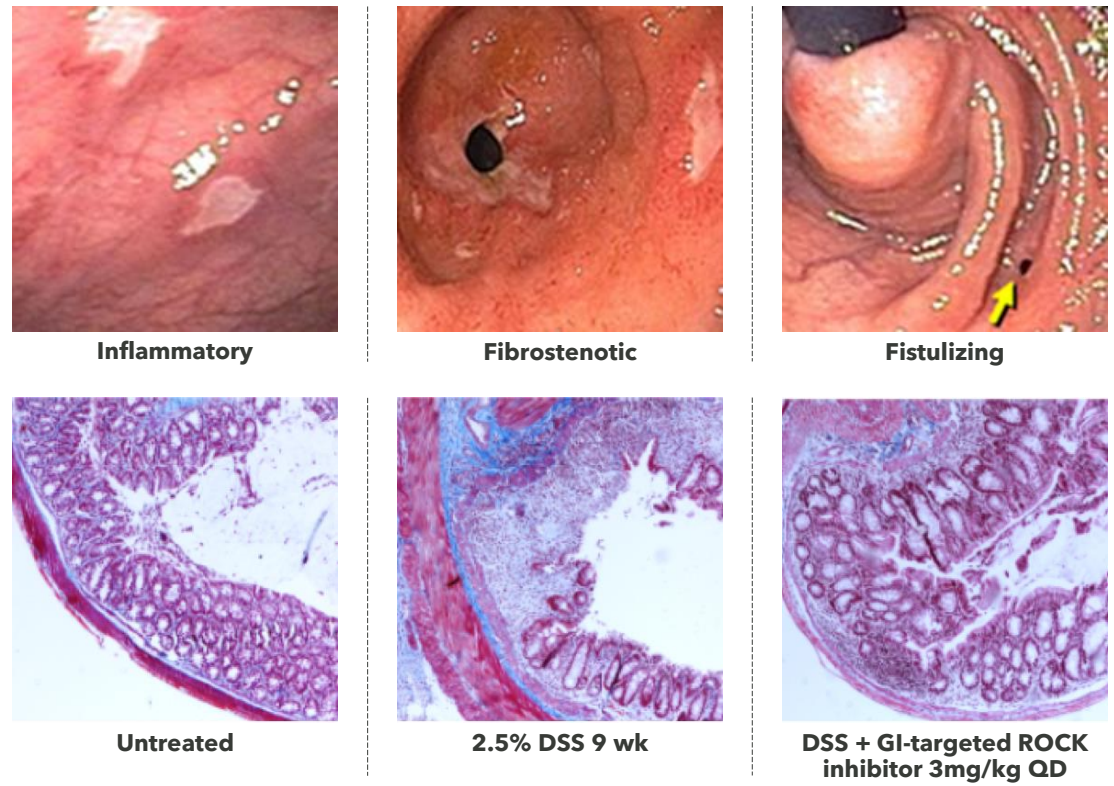 Inflammatory
Fibrostenotic
Fistulizing
Untreated
2.5% DSS 9 wk
DSS + GI-targeted ROCK
inhibitor 3mg/kg QD